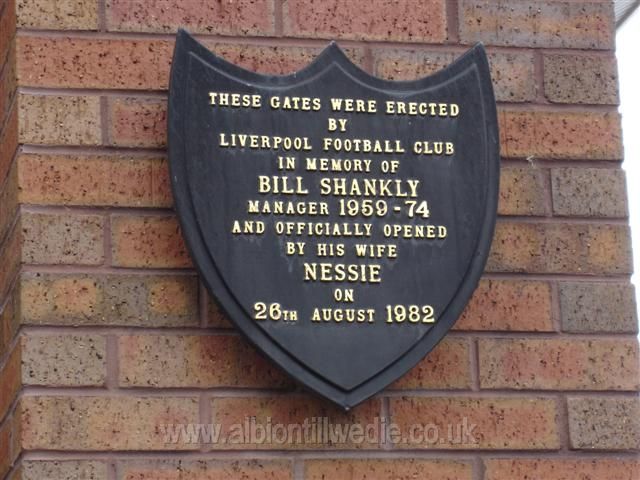 THESE GATES WERE ERECTED
BY
LIVERPOOL FOOTBALL CLUB
IN MEMORY OF
BILL SHANKLY
MANAGER 1959-74
AND OFFICIALLY OPENED
BY HIS WIFE
NESSIE
ON
26TH AUGUST 1982
www.albiontillwedie.co.uk